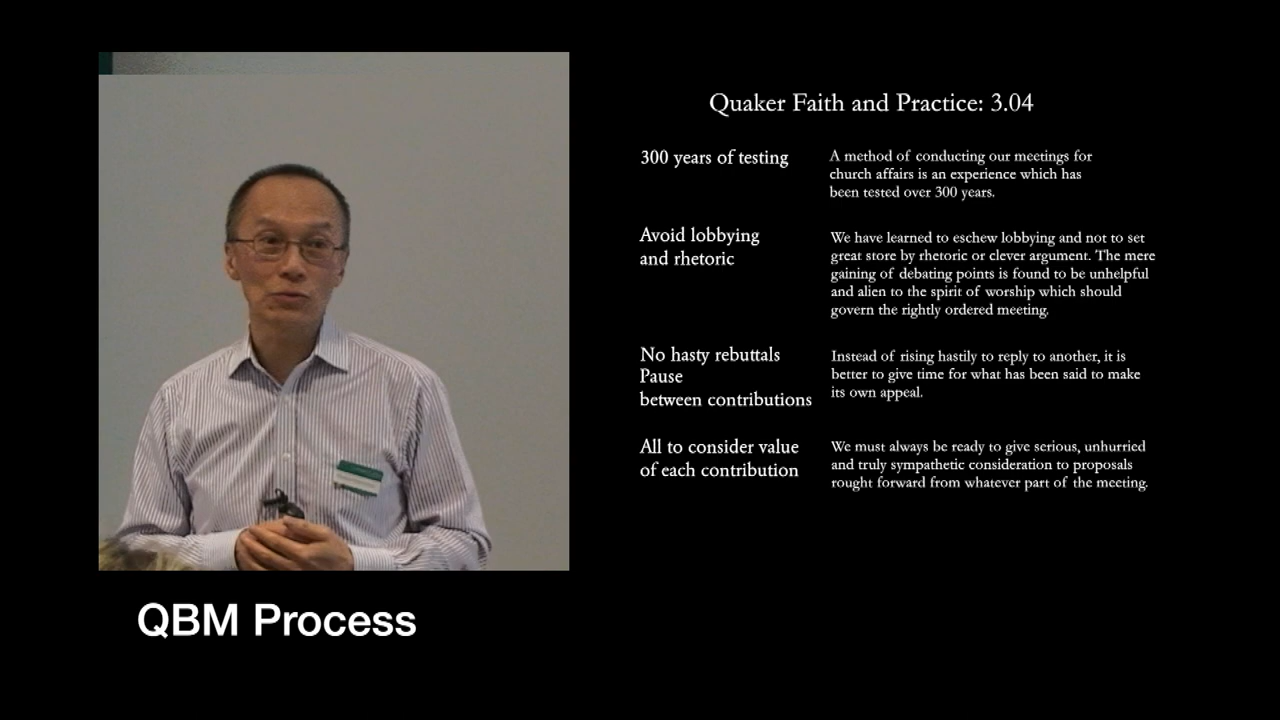 Quaker Faith and Practice: 3.04
300 years of testing
A method of conducting our meetings for
church affairs is an experience which has
been tested over 300 years.
Avoid lobbying
and rhetoric
We have learned to eschew lobbying and not to set
great store by rhetoric or clever argument. The mere
gaining of debating points is found to be unhelpful
and alien to the spirit of worship which should
govern the rightly ordered meeting.
No hasty rebuttals
Pause
between contributions
Instead of rising hastily to reply to another, it is
better to give time for what has been said to make
its own appeal.
All to consider value
of each contribution
We must always be ready to give serious, unhurried
and truly sympathetic consideration to proposals
rought forward from whatever part of the meeting.
QBM Process